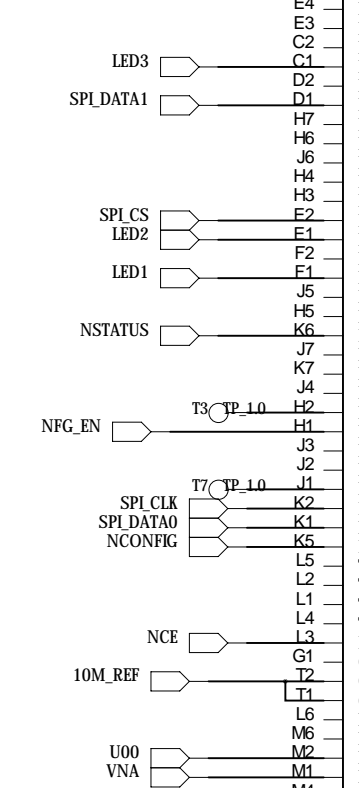 E4
E3
C2
LED3 C1
D2
SPI_DATA1 D1
H7
H6
J6
H4
H3
SPI_CS E2
LED2 E1
F2
LED1 F1
J5
H5
NSTATUS K6
J7
K7
J4
T3 TP_1.0 H2
NFG_EN H1
J3
J2
T7 TP_1.0 J1
SPI_CLK K2
SPI_DATA0 K1
NCONFIG K5
L5
L2
L1
L4
NCE L3
G1
10M_REF T2
T1
L6
M6
U00 M2
VNA M1
M4